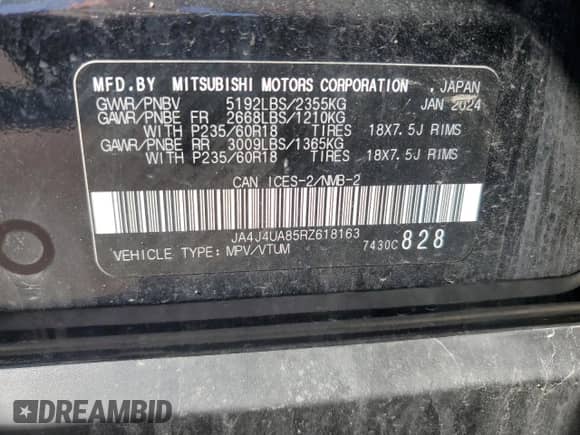 MFD.BY MITSUBISHI MOTORS CORPORATION , JAPAN
GVWR/PNBV 5192LBS/2355KG JAN 2024
GAWR/PNBE FR 2668LBS/1210KG
WITH P235/60R18 TIRES 18X7.5J RIMS
GAWR/PNBE RR 3009LBS/1365KG
WITH P235/60R18 TIRES 18X7.5J RIMS
CAN ICES-2/NMB-2
JA4J4UA85RZ618163
VEHICLE TYPE: MPV/VTUM 7430C 828
DREAMBID